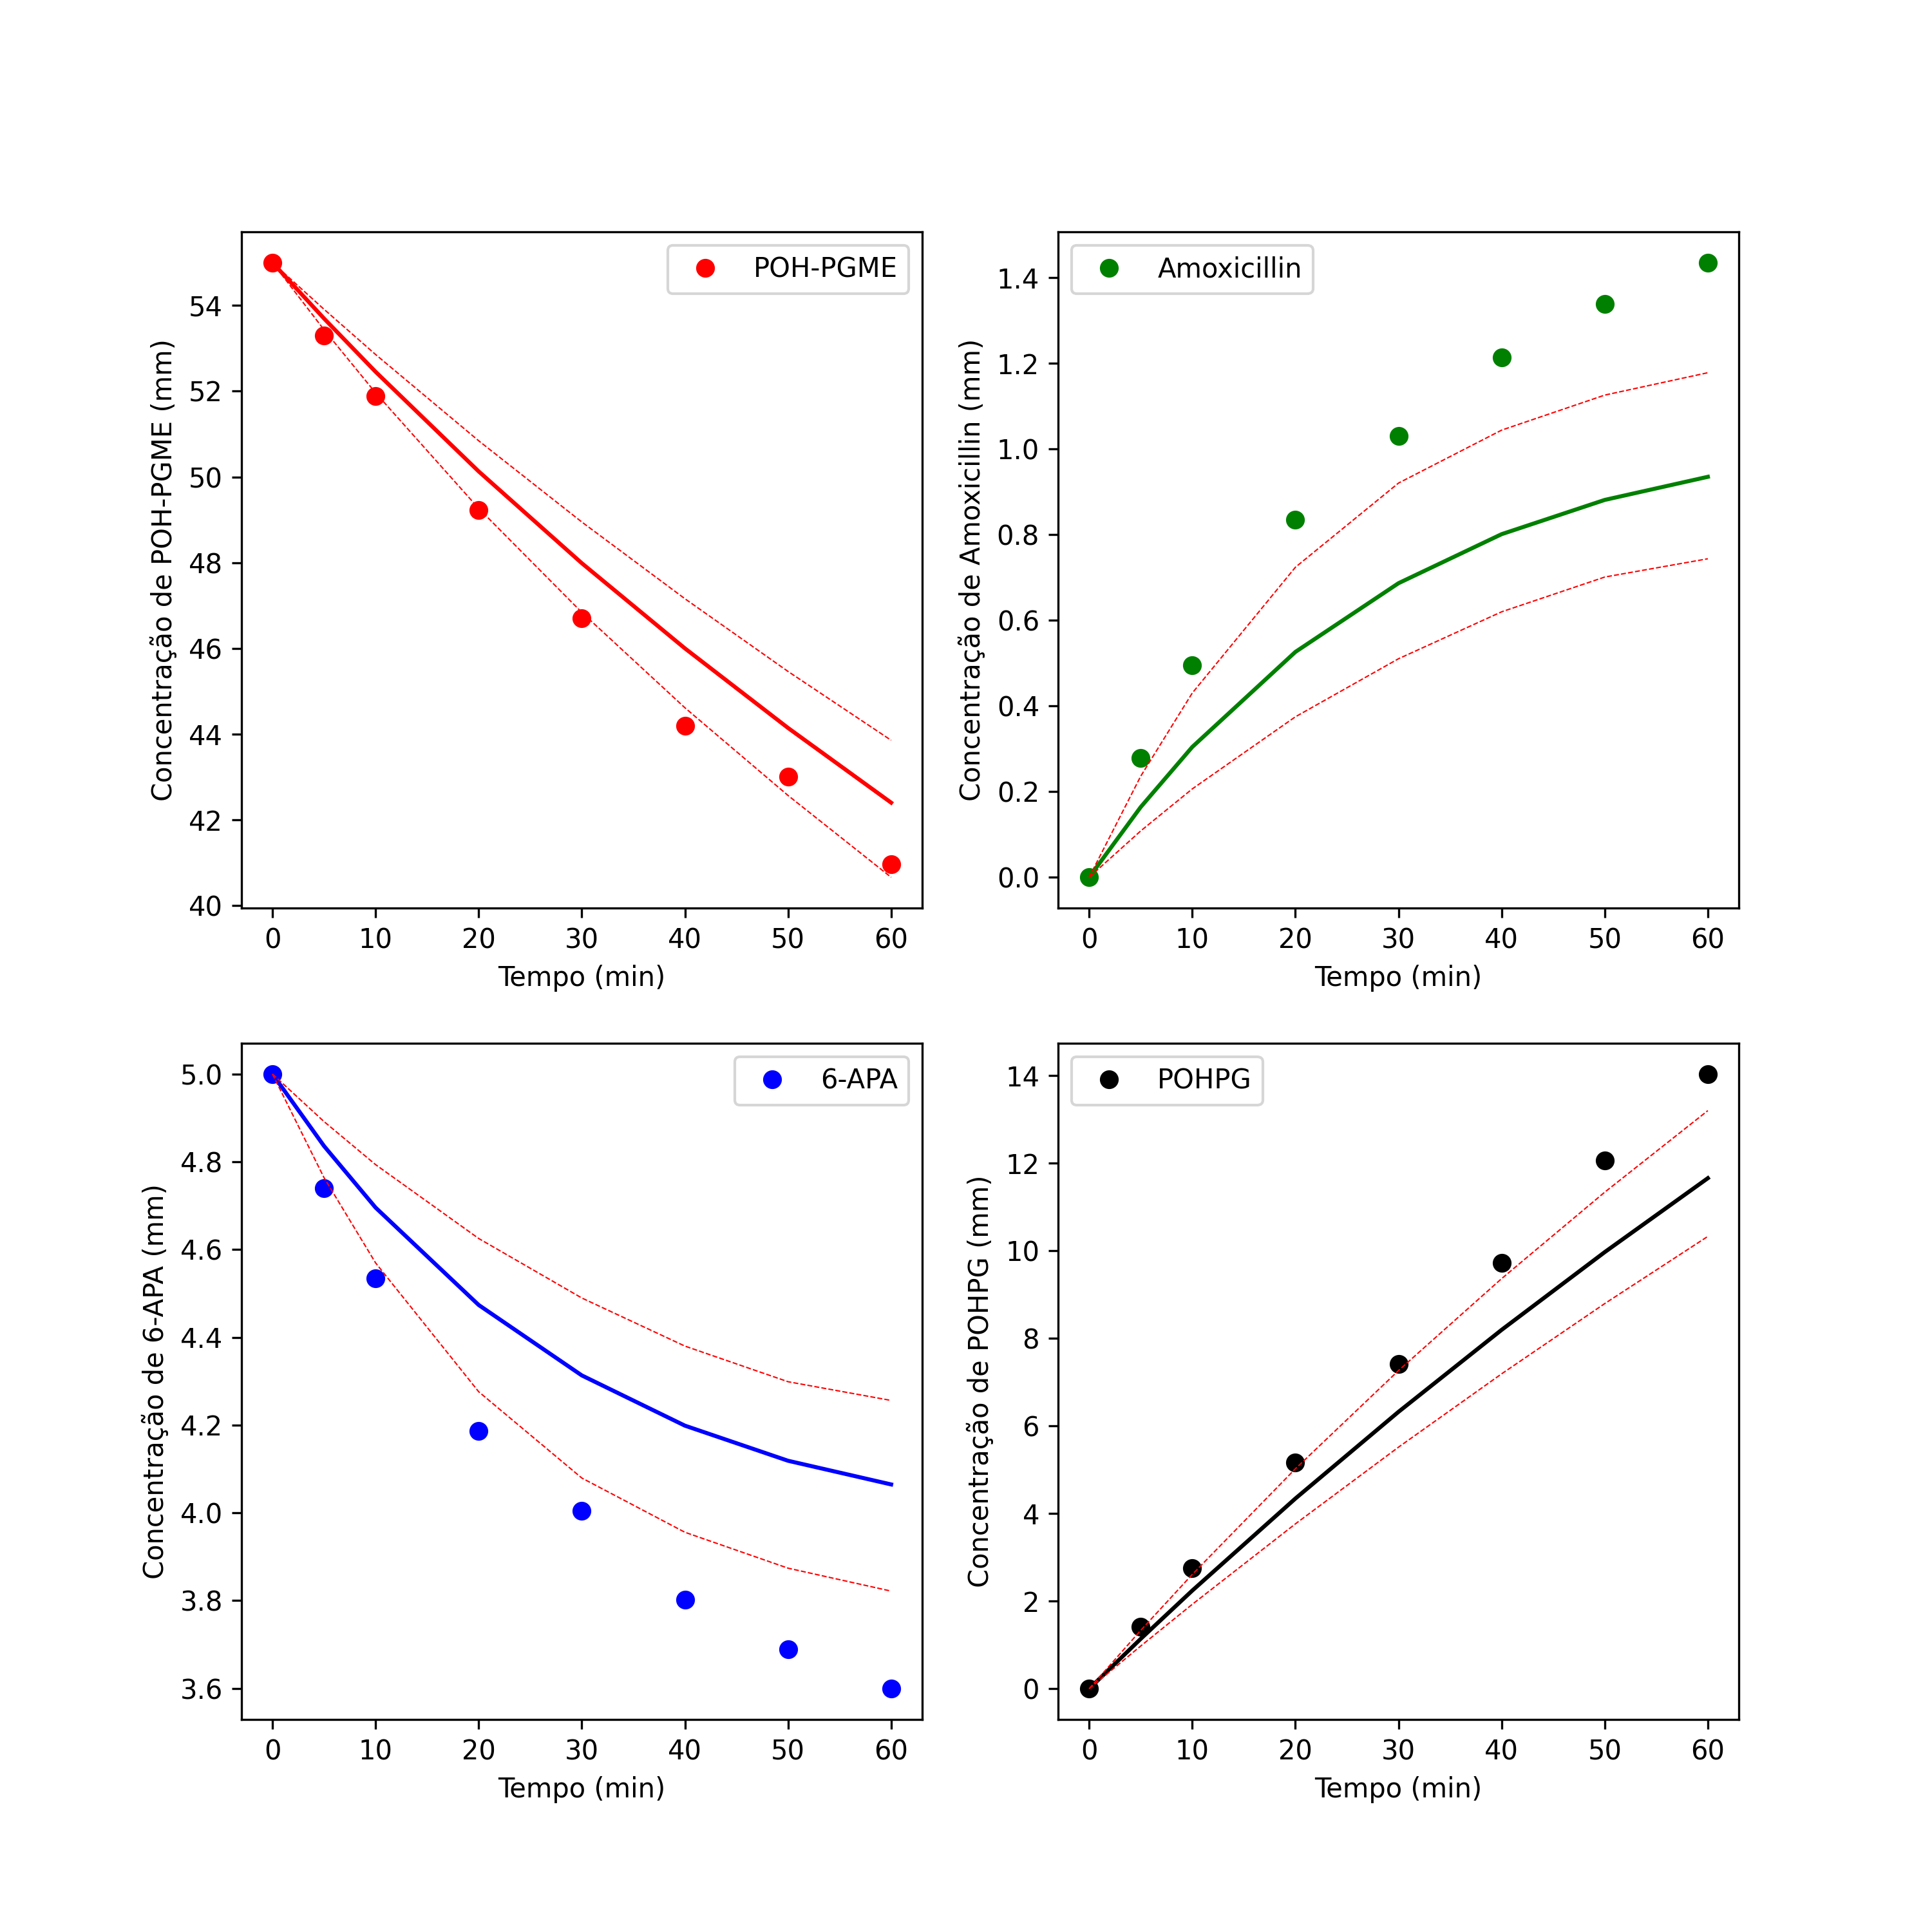 POH-PGME
Concentração de POH-PGME (mm)
54
52
50
48
46
44
42
40
0 10 20 30 40 50 60
Tempo (min)
Amoxicillin
Concentração de Amoxicillin (mm)
1.4
1.2
1.0
0.8
0.6
0.4
0.2
0.0
0 10 20 30 40 50 60
Tempo (min)
6-APA
Concentração de 6-APA (mm)
5.0
4.8
4.6
4.4
4.2
4.0
3.8
3.6
0 10 20 30 40 50 60
Tempo (min)
POHPG
Concentração de POHPG (mm)
14
12
10
8
6
4
2
0
0 10 20 30 40 50 60
Tempo (min)